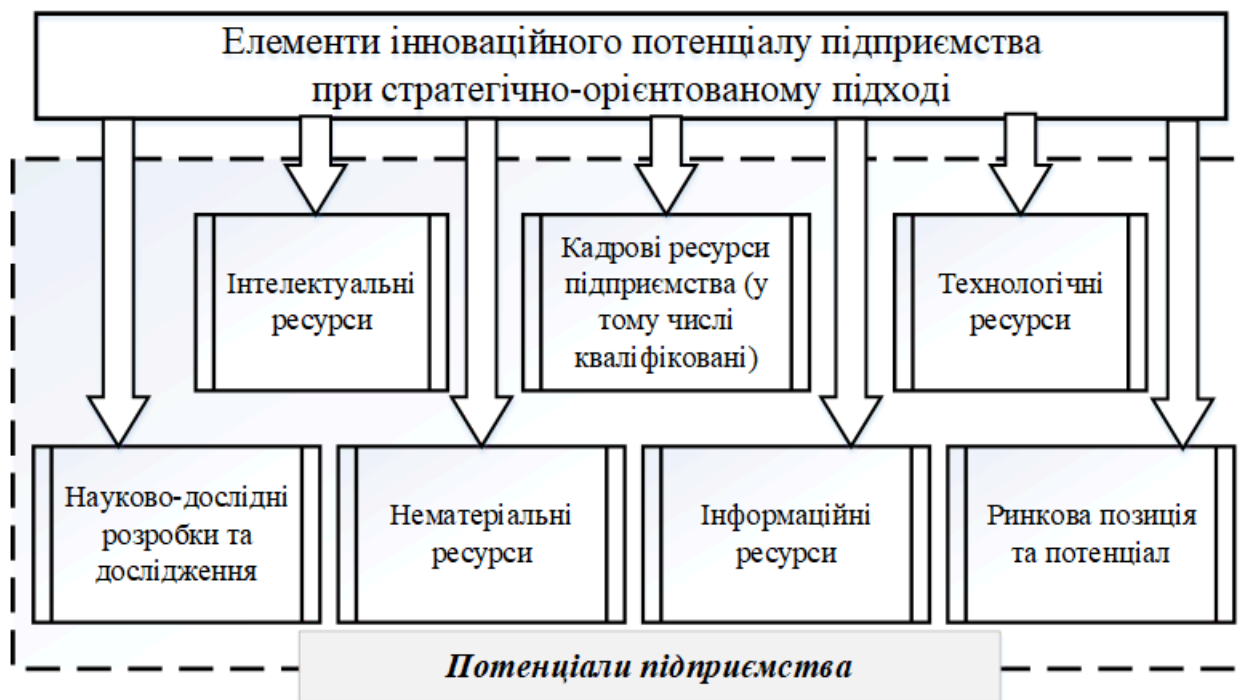 Елементи інноваційного потенціалу підприємства
при стратегічно-орієнтованому підході
Інтелектуальні
ресурси
Кадрові ресурси
підприємства (у
тому числі
кваліфіковані)
Технологічні
ресурси
Науково-дослідні
розробки та
дослідження
Нематеріальні
ресурси
Інформаційні
ресурси
Ринкова позиція
та потенціал
Потенціали підприємства